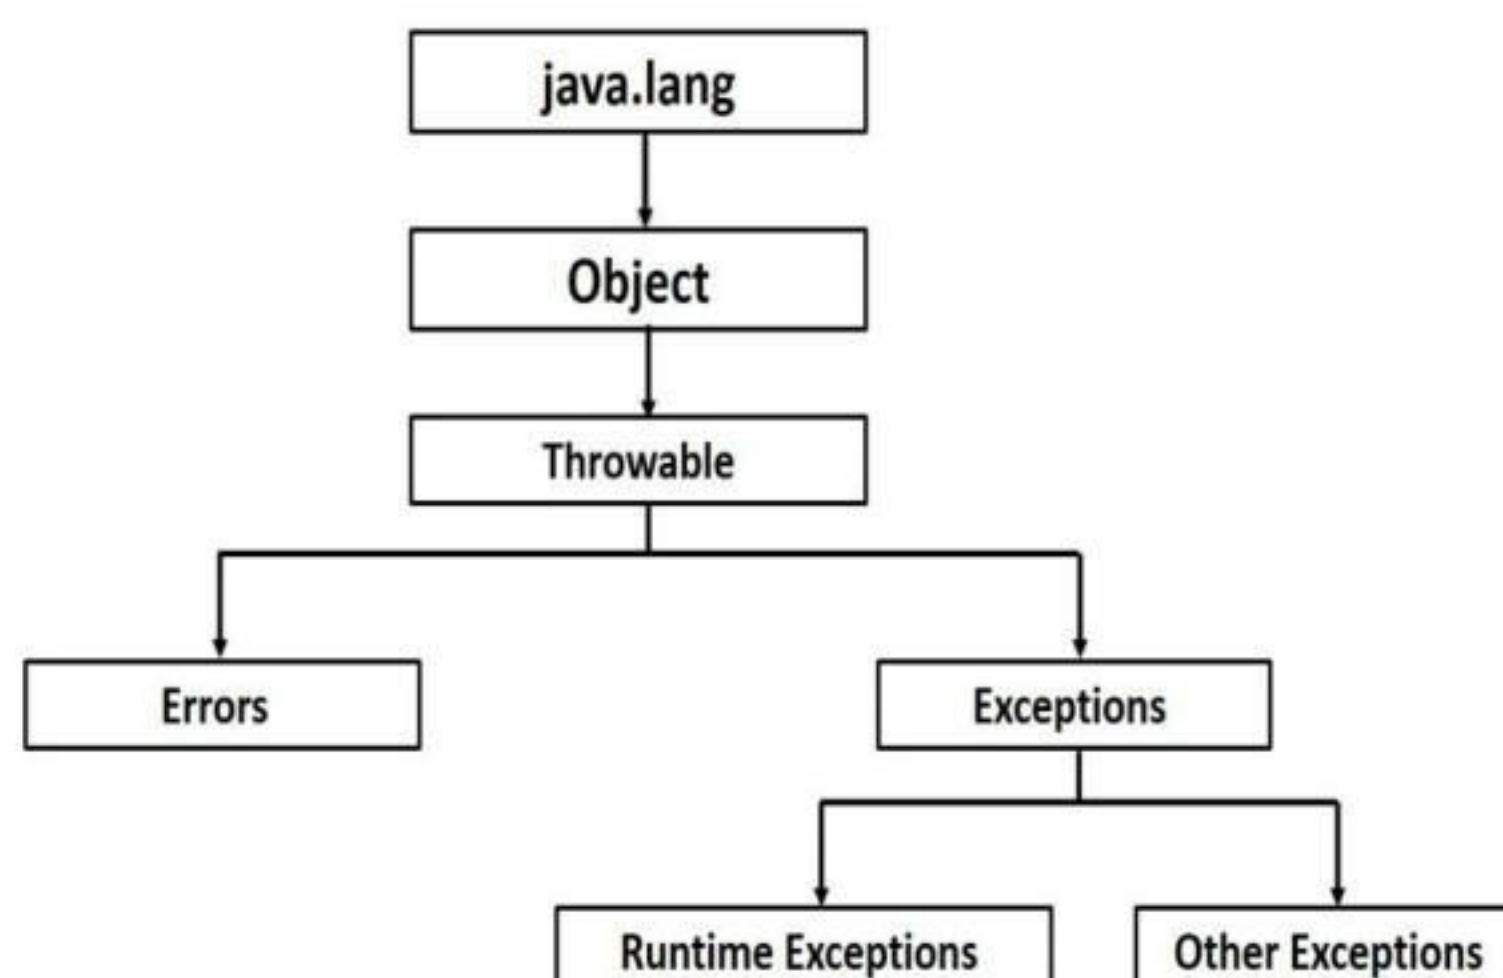 java.lang
Object
Throwable
Errors
Exceptions
Runtime Exceptions
Other Exceptions